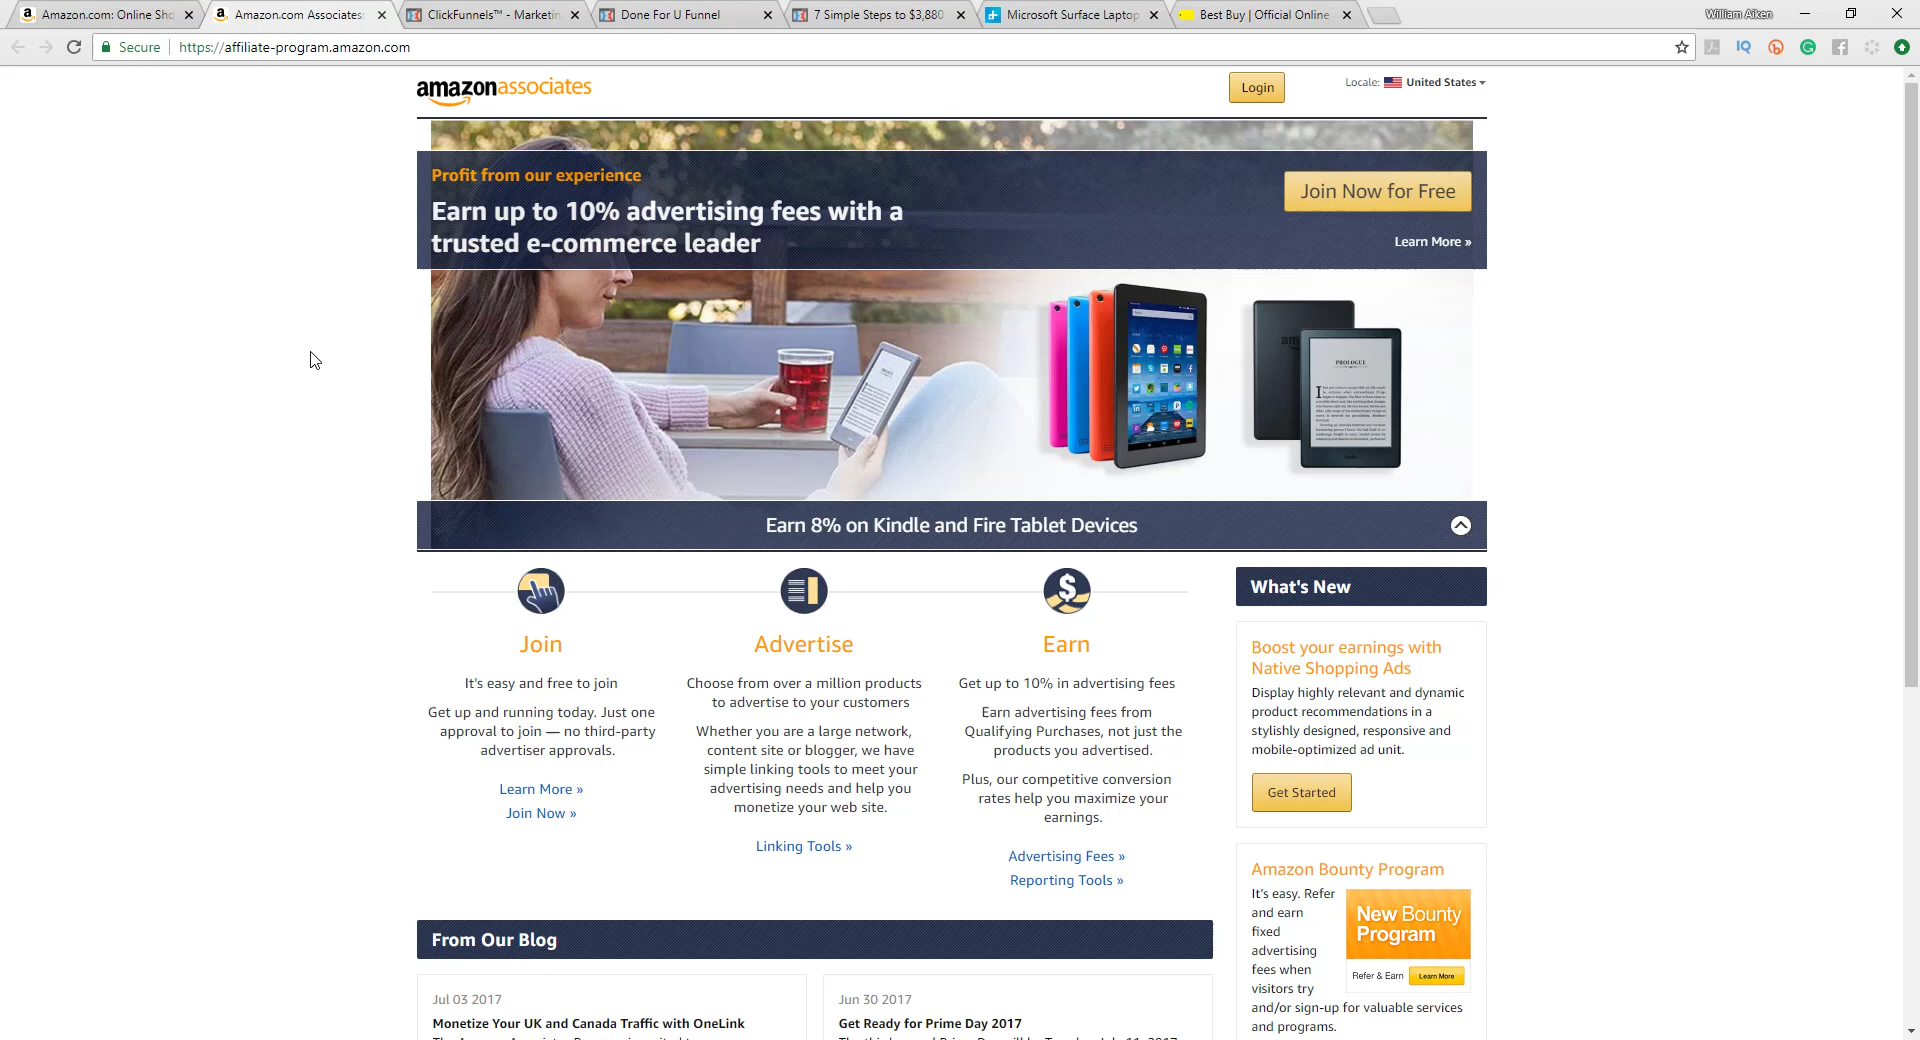 Amazon.com: Online Sho
Amazon.com Associates:
ClickFunnels™ - Marketin
Done For U Funnel
7 Simple Steps to $3,880
Microsoft Surface Laptop
Best Buy | Official Online
William Aiken
Secure
https://affiliate-program.amazon.com
amazonassociates
Login
Locale: United States
Profit from our experience
Earn up to 10% advertising fees with a
trusted e-commerce leader
Join Now for Free
Learn More »
PROLOGUE
Earn 8% on Kindle and Fire Tablet Devices
Join
It's easy and free to join
Get up and running today. Just one
approval to join — no third-party
advertiser approvals.
Learn More »
Join Now »
Advertise
Choose from over a million products
to advertise to your customers
Whether you are a large network,
content site or blogger, we have
simple linking tools to meet your
advertising needs and help you
monetize your web site.
Linking Tools »
Earn
Get up to 10% in advertising fees
Earn advertising fees from
Qualifying Purchases, not just the
products you advertised.
Plus, our competitive conversion
rates help you maximize your
earnings.
Advertising Fees »
Reporting Tools »
What's New
Boost your earnings with
Native Shopping Ads
Display highly relevant and dynamic
product recommendations in a
stylishly designed, responsive and
mobile-optimized ad unit.
Get Started
Amazon Bounty Program
It's easy. Refer
and earn
fixed
advertising
fees when
visitors try
and/or sign-up for valuable services
and programs.
New Bounty
Program
Refer & Earn
Learn More
From Our Blog
Jul 03 2017
Monetize Your UK and Canada Traffic with OneLink
Jun 30 2017
Get Ready for Prime Day 2017